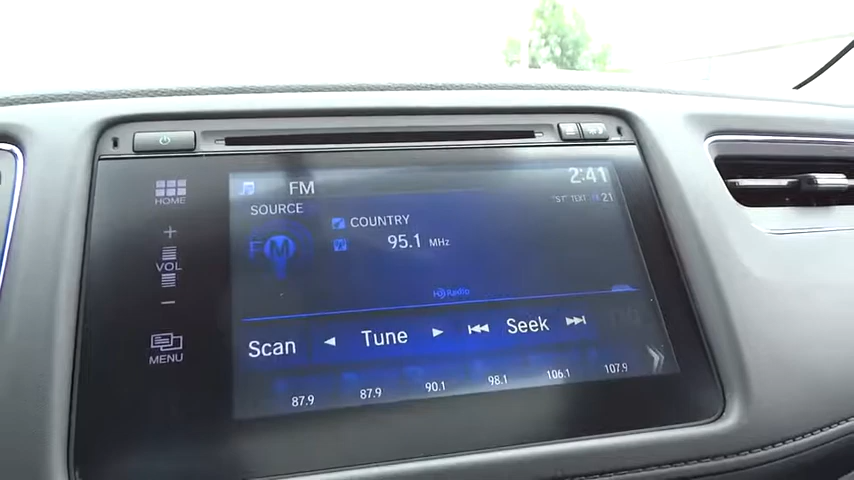 FM
2:41
SOURCE
COUNTRY
95.1 MHz
HD Radio
Scan
Tune
Seek
87.9 87.9 90.1 98.1 106.1 107.9
HOME
+
VOL
−
MENU